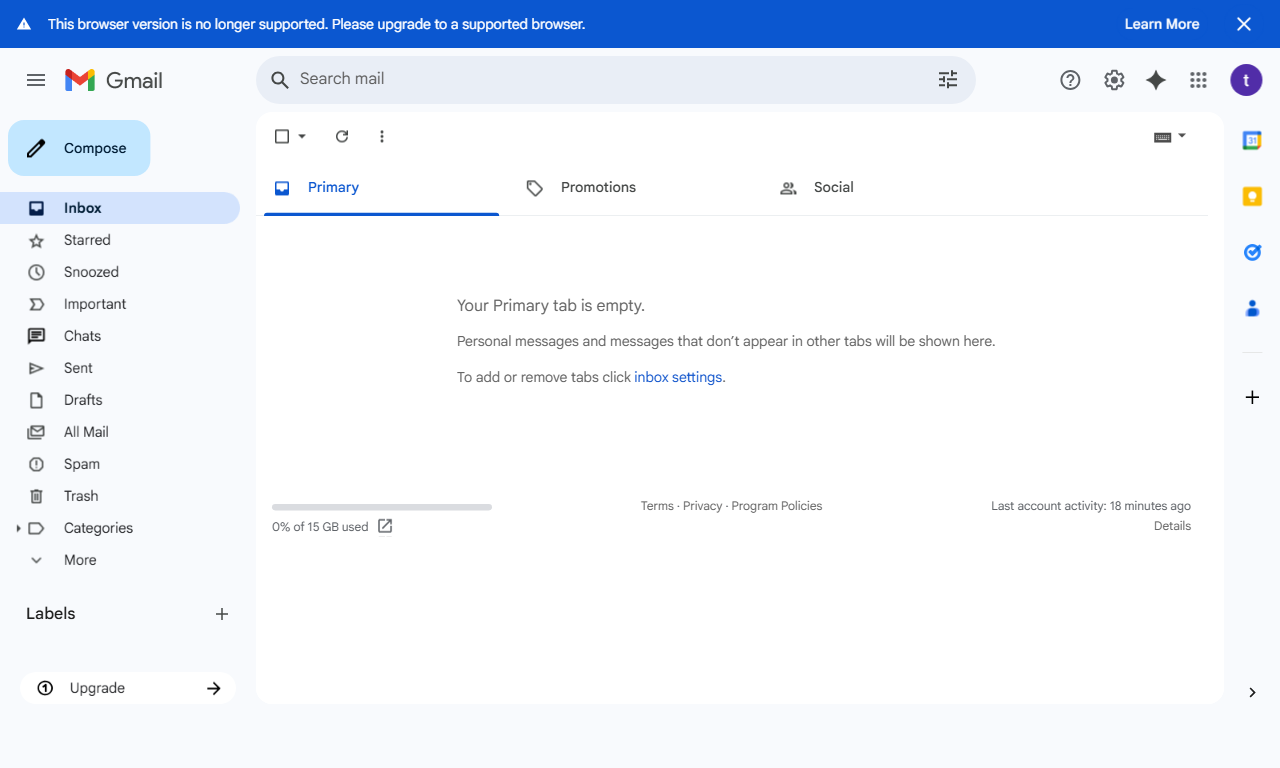 This browser version is no longer supported. Please upgrade to a supported browser.
Learn More
Gmail
Search mail
t
Compose
Inbox
Starred
Snoozed
Important
Chats
Sent
Drafts
All Mail
Spam
Trash
Categories
More
Labels
1 Upgrade
Primary
Promotions
Social
Your Primary tab is empty.
Personal messages and messages that don’t appear in other tabs will be shown here.
To add or remove tabs click inbox settings.
0% of 15 GB used
Terms · Privacy · Program Policies
Last account activity: 18 minutes ago
Details
31